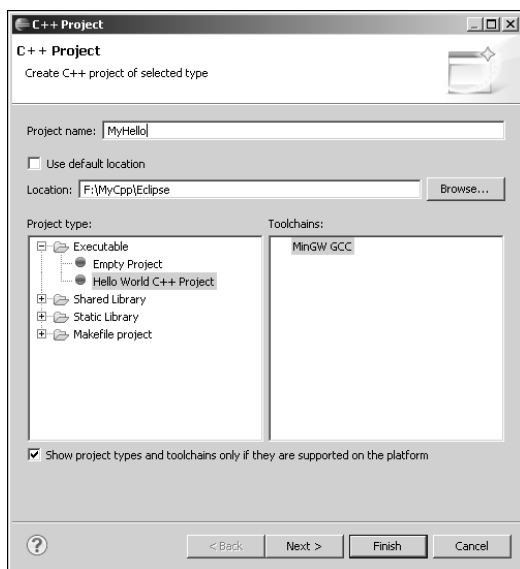 C++ Project
C++ Project
Create C++ project of selected type
Project name: MyHello
Use default location
Location: F:\MyCpp\Eclipse Browse...
Project type: Toolchains:
Executable MinGW GCC
Empty Project
Hello World C++ Project
Shared Library
Static Library
Makefile project
Show project types and toolchains only if they are supported on the platform
? < Back Next > Finish Cancel